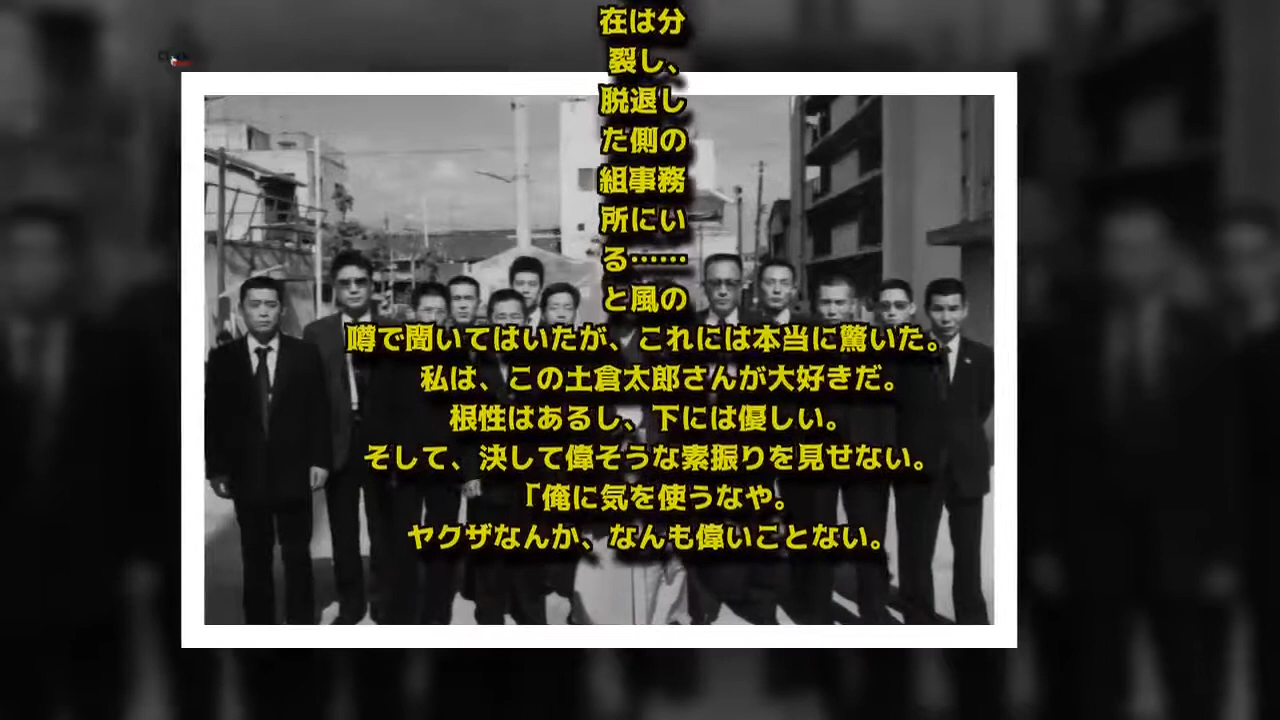 在は分
裂し、
脱退し
た側の
組事務
所にい
る……
と風の
噂で聞いてはいたが、これには本当に驚いた。
私は、この土倉太郎さんが大好きだ。
根性はあるし、下には優しい。
そして、決して偉そうな素振りを見せない。
「俺に気を使うなや。
ヤクザなんか、なんも偉いことない。